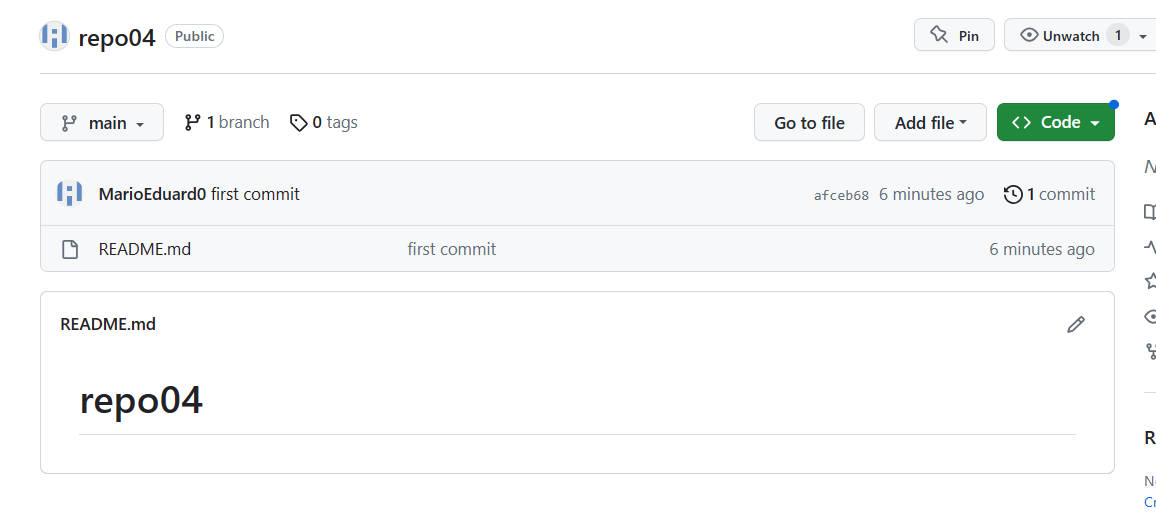 repo04 Public Pin Unwatch 1
main 1 branch 0 tags Go to file Add file Code
MarioEduard0 first commit afceb68 6 minutes ago 1 commit
README.md first commit 6 minutes ago
README.md
repo04